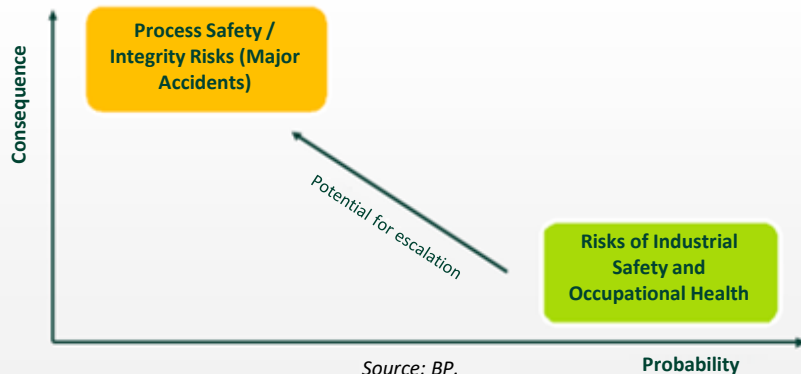 Consequence
Process Safety /
Integrity Risks (Major
Accidents)
Potential for escalation
Risks of Industrial
Safety and
Occupational Health
Source: BP.
Probability